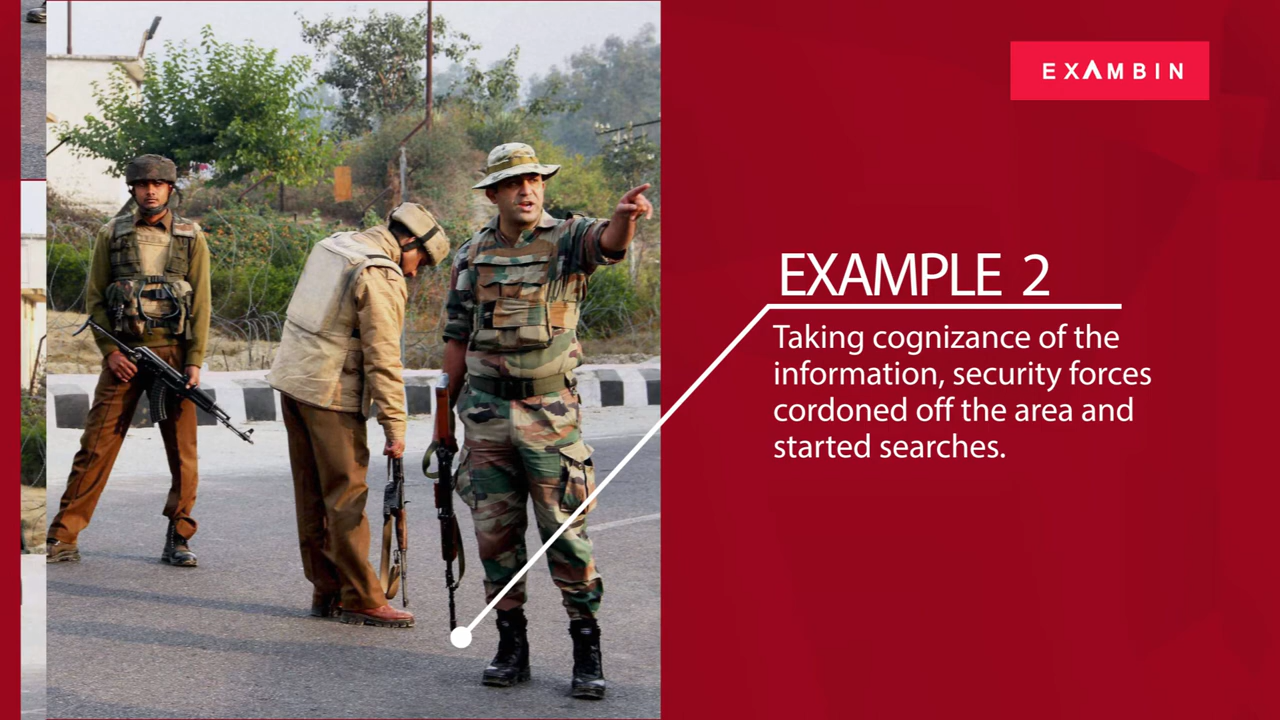 EXAMBIN
EXAMPLE 2
Taking cognizance of the
information, security forces
cordoned off the area and
started searches.